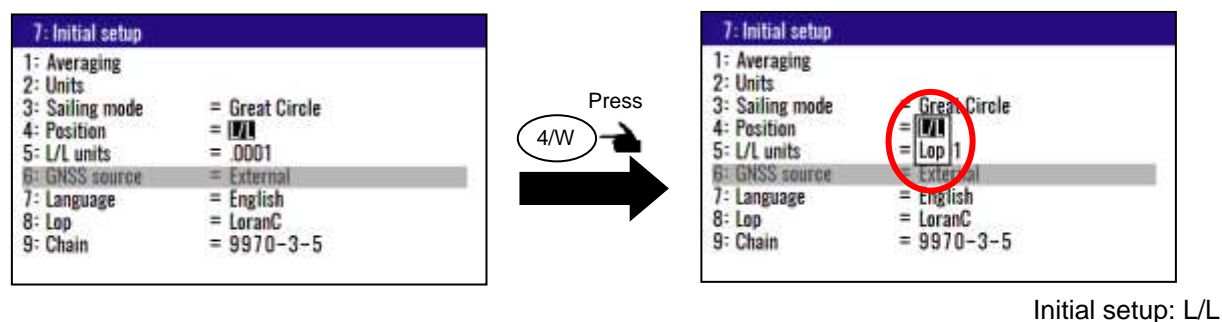 7: Initial setup
1: Averaging
2: Units
3: Sailing mode = Great Circle
4: Position = L/L
5: L/L units = .0001
6: GNSS source = External
7: Language = English
8: Lop = LoranC
9: Chain = 9970-3-5
Press
4/W
7: Initial setup
1: Averaging
2: Units
3: Sailing mode = Great Circle
4: Position = L/L
5: L/L units = Lop 1
6: GNSS source = External
7: Language = English
8: Lop = LoranC
9: Chain = 9970-3-5
Initial setup: L/L